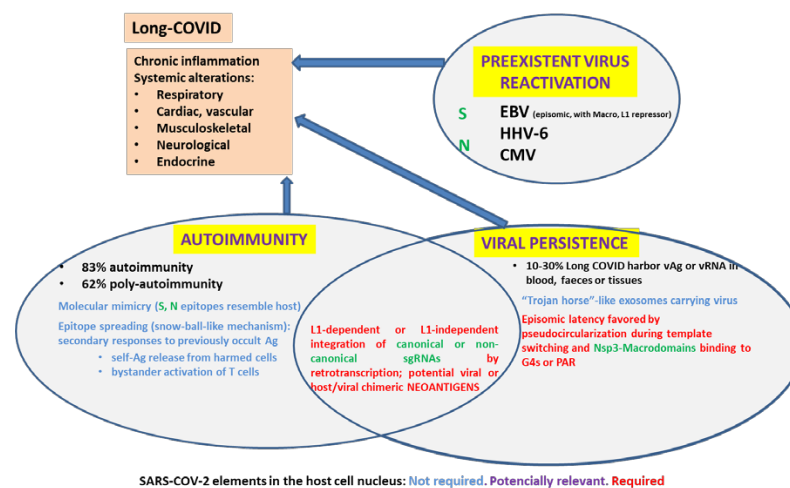 Long-COVID
Chronic inflammation
Systemic alterations:
• Respiratory
• Cardiac, vascular
• Musculoskeletal
• Neurological
• Endocrine
PREEXISTENT VIRUS
REACTIVATION
S EBV (episomic, with Macro, L1 repressor)
HHV-6
N CMV
AUTOIMMUNITY
• 83% autoimmunity
• 62% poly-autoimmunity
Molecular mimicry (S, N epitopes resemble host)
Epitope spreading (snow-ball-like mechanism):
secondary responses to previously occult Ag
• self-Ag release from harmed cells
• bystander activation of T cells
L1-dependent or L1-independent
integration of canonical or non-
canonical sgRNAs by
retrotranscription; potential viral or
host/viral chimeric NEOANTIGENS
VIRAL PERSISTENCE
• 10-30% Long COVID harbor vAg or vRNA in
blood, faeces or tissues
“Trojan horse”-like exosomes carrying virus
Episomic latency favored by
pseudocircularization during template
switching and Nsp3-Macrodomains binding to
G4s or PAR
SARS-COV-2 elements in the host cell nucleus: Not required. Potencially relevant. Required